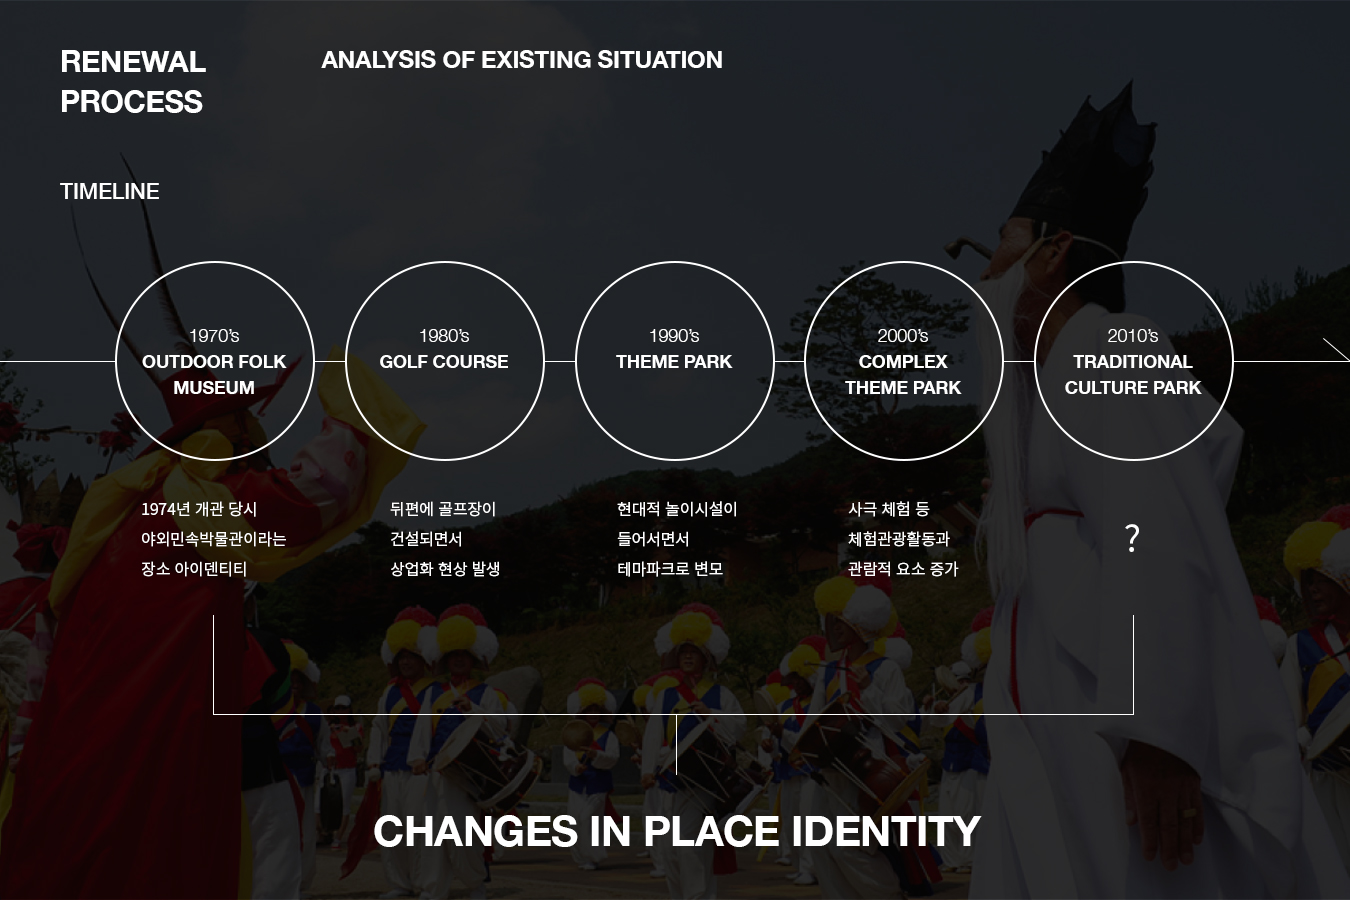 RENEWAL
PROCESS
ANALYSIS OF EXISTING SITUATION
TIMELINE
1970's
OUTDOOR FOLK
MUSEUM
1980's
GOLF COURSE
1990's
THEME PARK
2000's
COMPLEX
THEME PARK
2010's
TRADITIONAL
CULTURE PARK
1974년 개관 당시
야외민속박물관이라는
장소 아이덴티티
뒤편에 골프장이
건설되면서
상업화 현상 발생
현대적 놀이시설이
들어서면서
테마파크로 변모
사극 체험 등
체험관광활동과
관람적 요소 증가
?
CHANGES IN PLACE IDENTITY